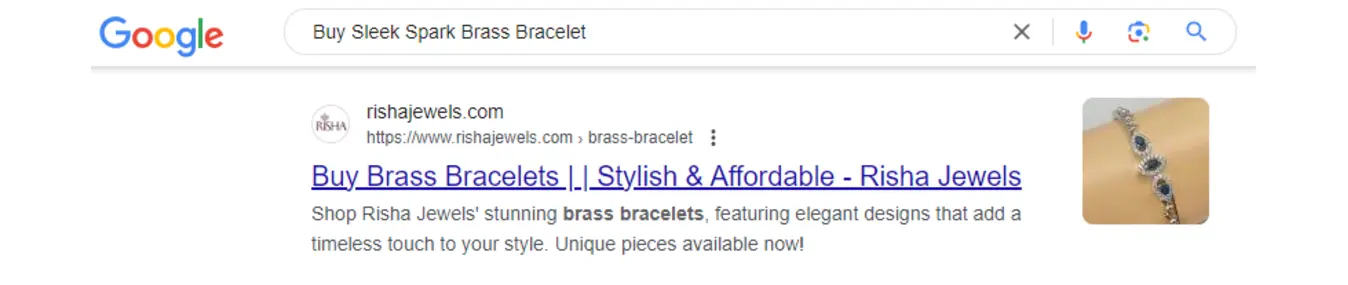 Google
Buy Sleek Spark Brass Bracelet
RISHA
rishajewels.com
https://www.rishajewels.com › brass-bracelet
Buy Brass Bracelets | | Stylish & Affordable - Risha Jewels
Shop Risha Jewels' stunning brass bracelets, featuring elegant designs that add a
timeless touch to your style. Unique pieces available now!